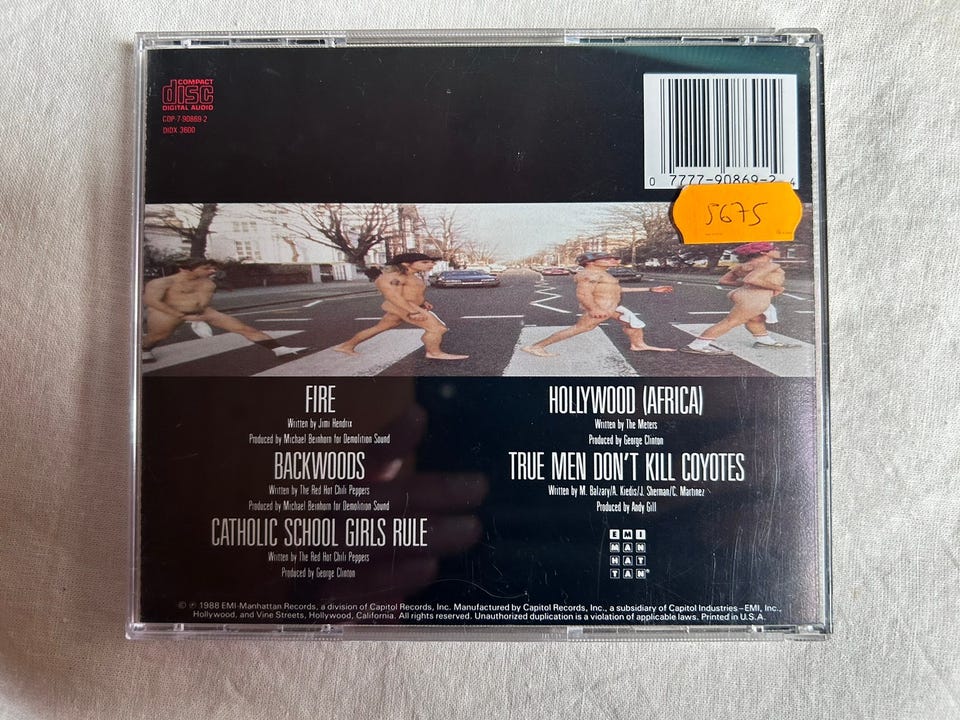 COMPACT
disc
DIGITAL AUDIO
CDP-7-90869-2
DIDX 3600
0 7777-90869-2 4
5675
FIRE
Written by Jimi Hendrix
Produced by Michael Beinhorn for Demolition Sound
BACKWOODS
Written by The Red Hot Chili Peppers
Produced by Michael Beinhorn for Demolition Sound
CATHOLIC SCHOOL GIRLS RULE
Written by The Red Hot Chili Peppers
Produced by George Clinton
HOLLYWOOD (AFRICA)
Written by The Meters
Produced by George Clinton
TRUE MEN DON'T KILL COYOTES
Written by M. Balzary/A. Kiedis/J. Sherman/C. Martinez
Produced by Andy Gill
EMI
MAN
HAT
TAN®
© ℗ 1988 EMI-Manhattan Records, a division of Capitol Records, Inc. Manufactured by Capitol Records, Inc., a subsidiary of Capitol Industries–EMI, Inc.,
Hollywood, and Vine Streets, Hollywood, California. All rights reserved. Unauthorized duplication is a violation of applicable laws. Printed in U.S.A.